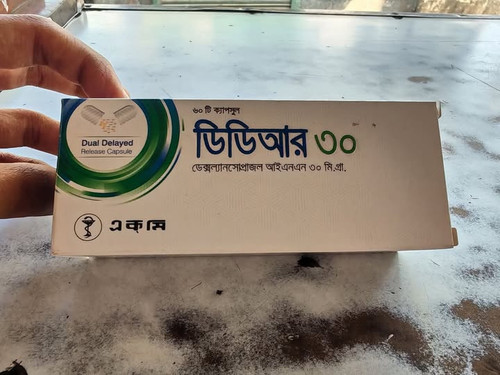 ৬০ টি ক্যাপসুল
Dual Delayed
Release Capsule
ডিডিআর ৩০
ডেক্সল্যানসোপ্রাজল আইএনএন ৩০ মি.গ্রা.
একমি